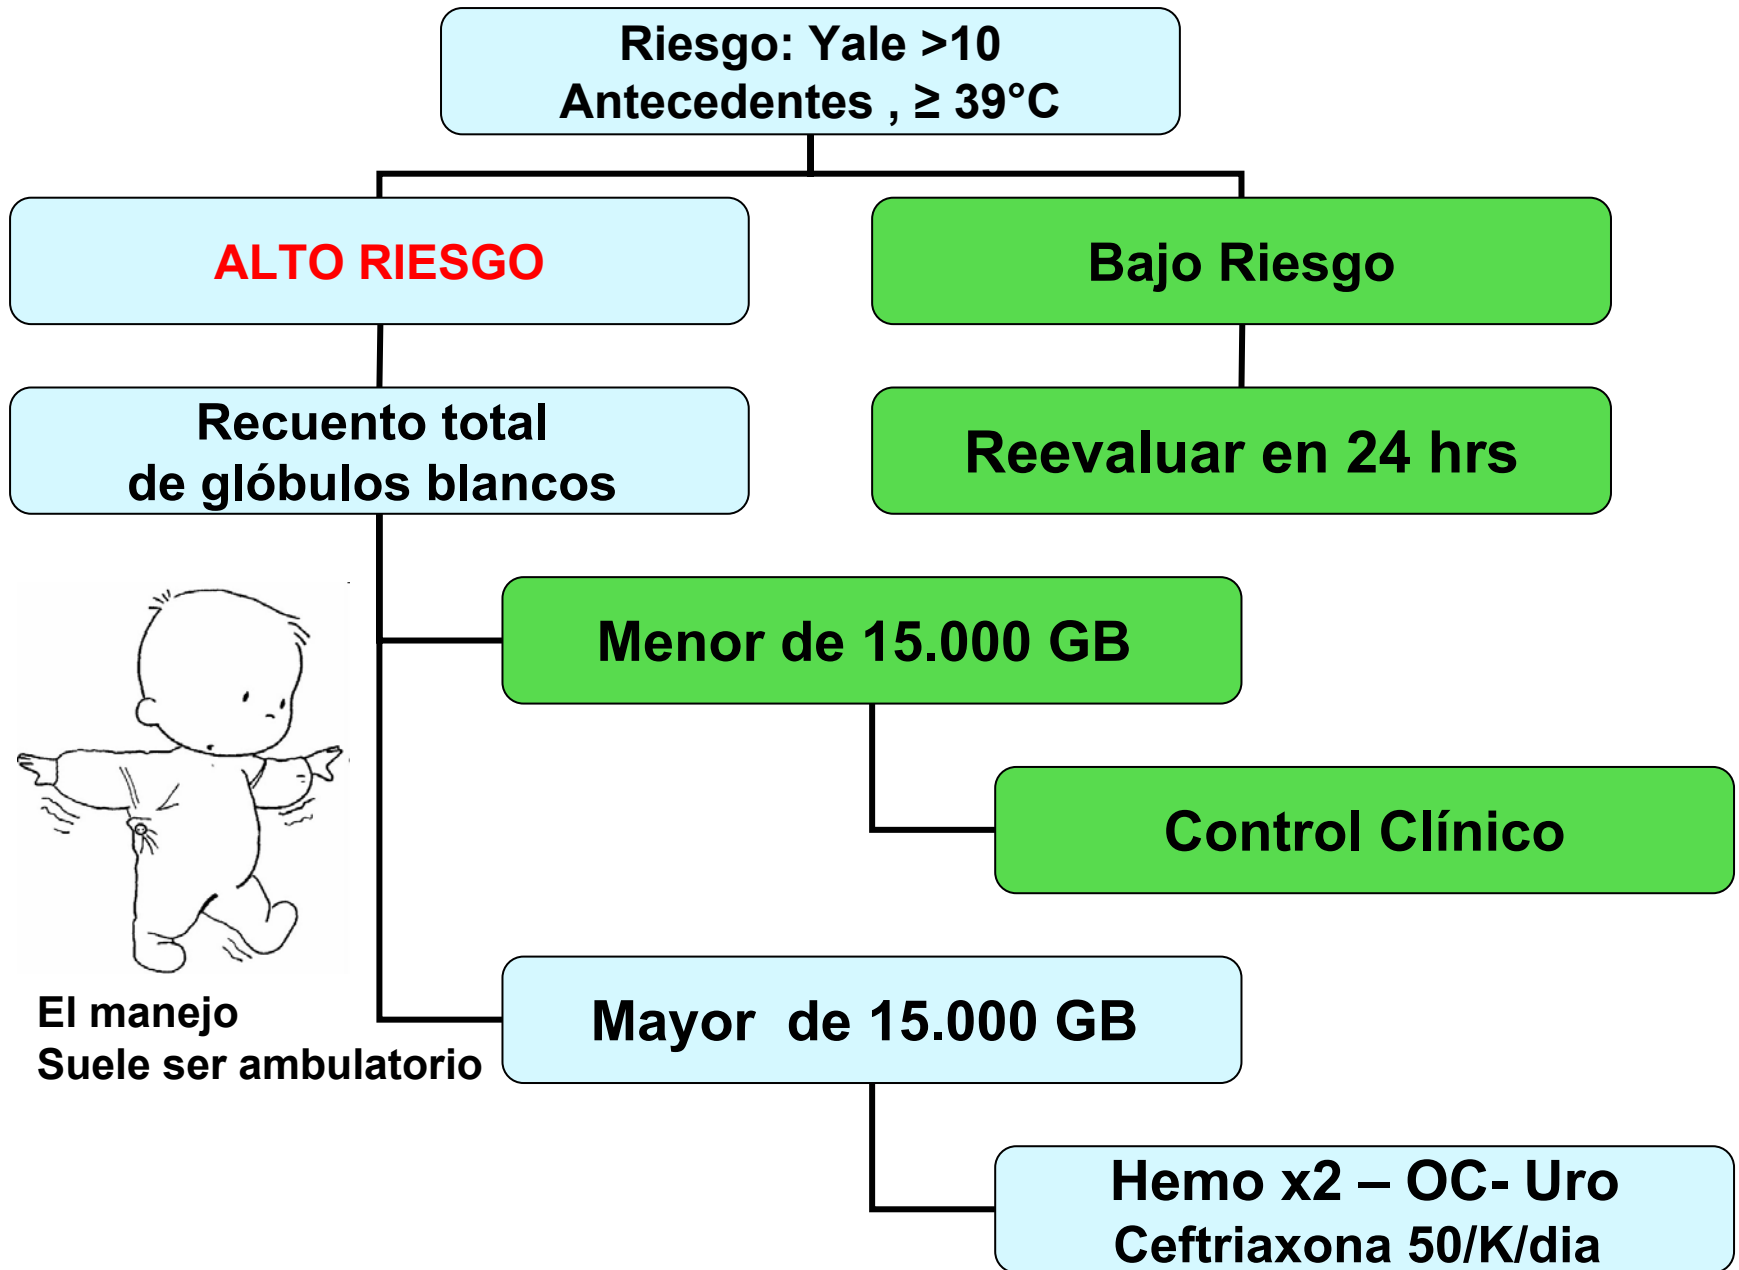 Riesgo: Yale >10
Antecedentes , ≥ 39°C
ALTO RIESGO
Bajo Riesgo
Recuento total
de glóbulos blancos
Reevaluar en 24 hrs
Menor de 15.000 GB
Control Clínico
El manejo
Suele ser ambulatorio
Mayor  de 15.000 GB
Hemo x2 – OC- Uro
Ceftriaxona 50/K/dia